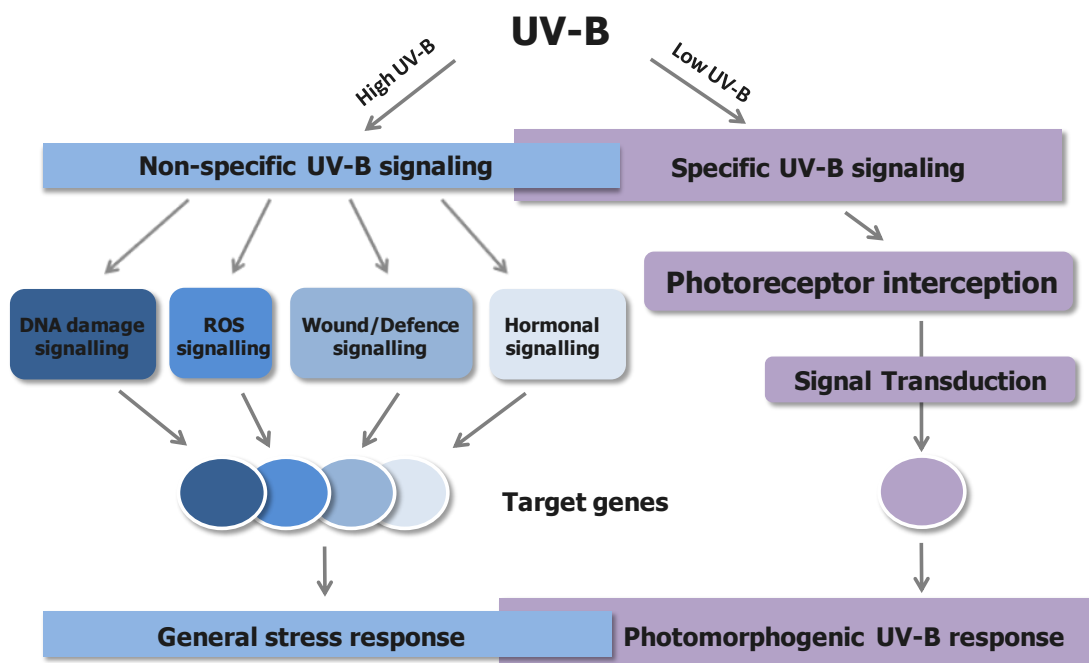 UV-B
High UV-B
Low UV-B
Non-specific UV-B signaling
Specific UV-B signaling
Photoreceptor interception
DNA damage
signalling
ROS
signalling
Wound/Defence
signalling
Hormonal
signalling
Signal Transduction
Target genes
General stress response
Photomorphogenic UV-B response